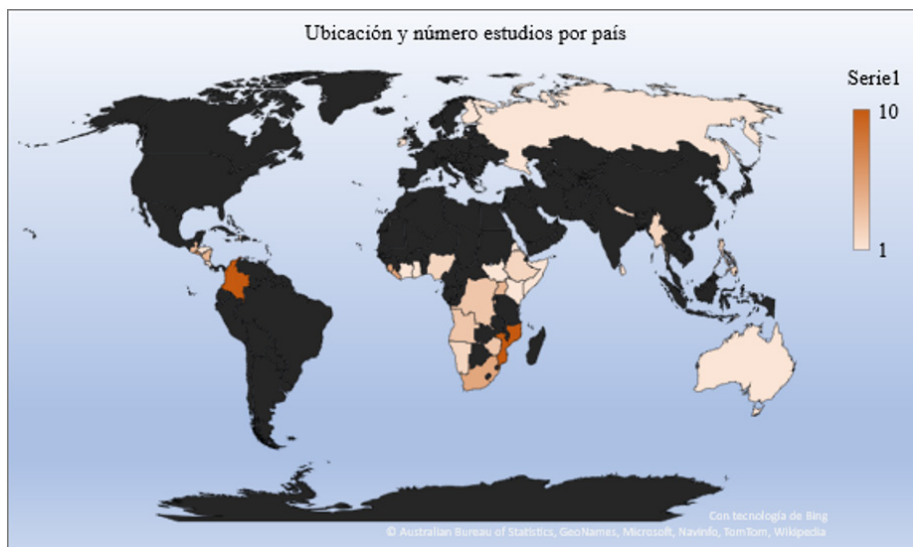 Ubicación y número estudios por país
Serie1
10
1
Con tecnología de Bing
© Australian Bureau of Statistics, GeoNames, Microsoft, Navinfo, TomTom, Wikipedia